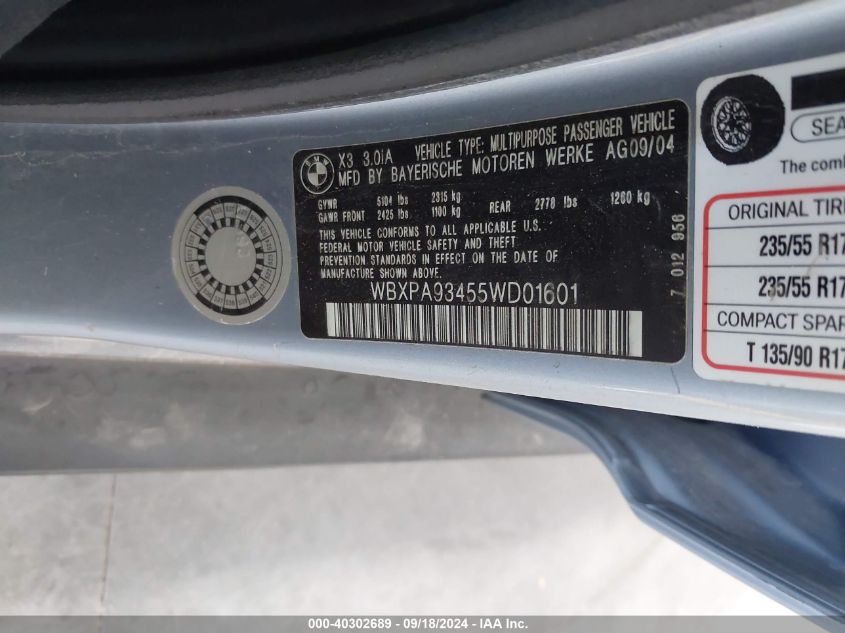 BMW
X3 3.0iA VEHICLE TYPE: MULTIPURPOSE PASSENGER VEHICLE
MFD BY BAYERISCHE MOTOREN WERKE AG09/04
GVWR 5104 lbs 2315 kg
GAWR FRONT 2425 lbs 1100 kg REAR 2778 lbs 1260 kg
THIS VEHICLE CONFORMS TO ALL APPLICABLE U.S.
FEDERAL MOTOR VEHICLE SAFETY AND THEFT
PREVENTION STANDARDS IN EFFECT ON THE DATE OF
MANUFACTURE SHOWN ABOVE
WBXPA93455WD01601
7 012 956
SEA
The comb
ORIGINAL TIRE
235/55 R17
235/55 R17
COMPACT SPAR
T 135/90 R17
000-40302689 - 09/18/2024 - IAA Inc.